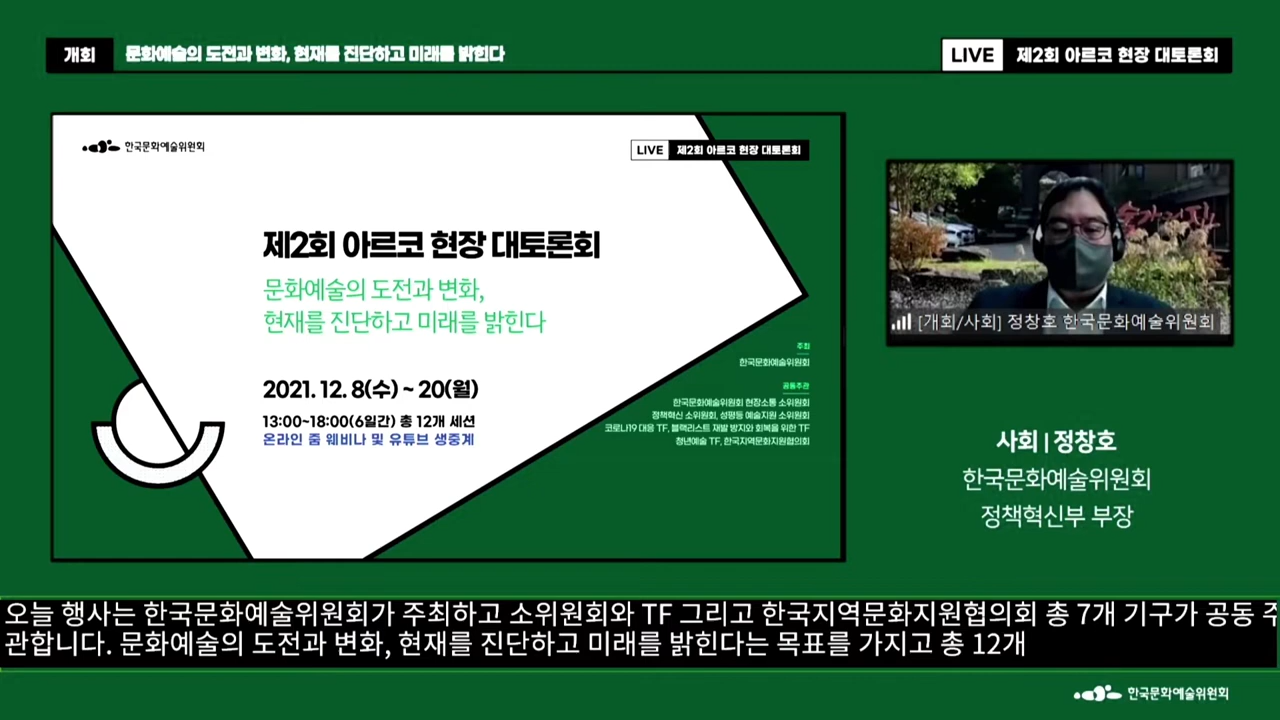 개회
문화예술의 도전과 변화, 현재를 진단하고 미래를 밝힌다
LIVE 제2회 아르코 현장 대토론회
한국문화예술위원회
LIVE 제2회 아르코 현장 대토론회
제2회 아르코 현장 대토론회
문화예술의 도전과 변화,
현재를 진단하고 미래를 밝힌다
2021. 12. 8(수) ~ 20(월)
13:00~18:00(6일간) 총 12개 세션
온라인 줌 웨비나 및 유튜브 생중계
주최
한국문화예술위원회
공동주관
한국문화예술위원회 현장소통 소위원회
정책혁신 소위원회, 성평등 예술지원 소위원회
코로나19 대응 TF, 블랙리스트 재발 방지와 회복을 위한 TF
청년예술 TF, 한국지역문화지원협의회
[개회/사회] 정창호 한국문화예술위원회
사회 | 정창호
한국문화예술위원회
정책혁신부 부장
오늘 행사는 한국문화예술위원회가 주최하고 소위원회와 TF 그리고 한국지역문화지원협의회 총 7개 기구가 공동 주
관합니다. 문화예술의 도전과 변화, 현재를 진단하고 미래를 밝힌다는 목표를 가지고 총 12개
한국문화예술위원회